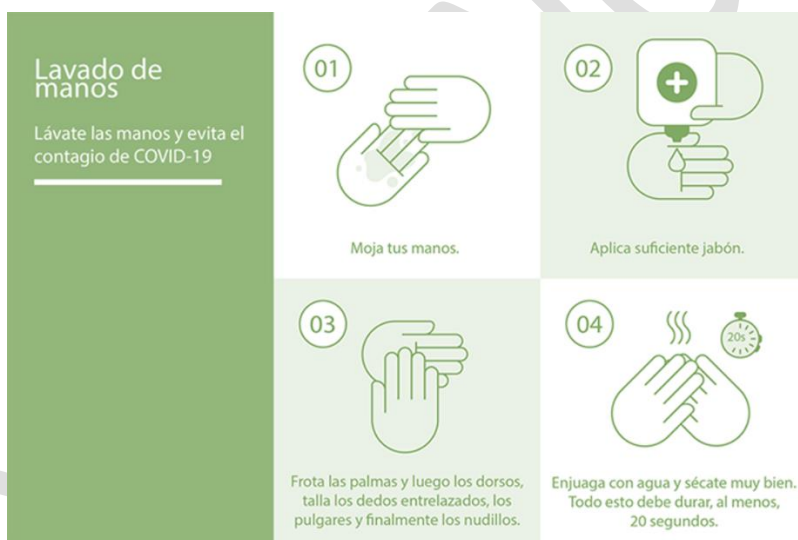 Lavado de
manos
Lávate las manos y evita el
contagio de COVID-19
01
Moja tus manos.
02
Aplica suficiente jabón.
03
Frota las palmas y luego los dorsos,
talla los dedos entrelazados, los
pulgares y finalmente los nudillos.
04
20s
Enjuaga con agua y sécate muy bien.
Todo esto debe durar, al menos,
20 segundos.